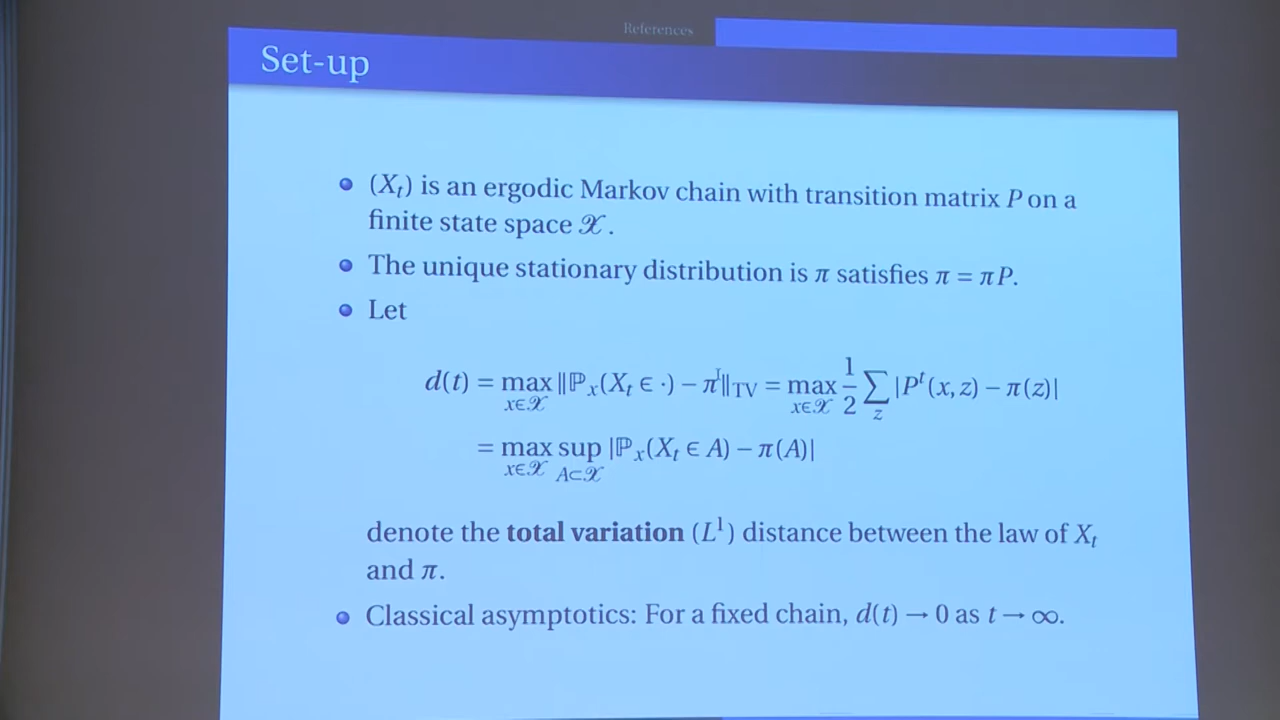 References
Set-up
(X_t) is an ergodic Markov chain with transition matrix P on a
finite state space 𝒳.
The unique stationary distribution is π satisfies π = πP.
Let
d(t) = max_{x∈𝒳} ‖ℙ_x(X_t ∈ ·) − π‖_TV = max_{x∈𝒳} 1/2 ∑_z |P^t(x, z) − π(z)|
= max_{x∈𝒳} sup_{A⊂𝒳} |ℙ_x(X_t ∈ A) − π(A)|
denote the total variation (L^1) distance between the law of X_t
and π.
Classical asymptotics: For a fixed chain, d(t) → 0 as t → ∞.